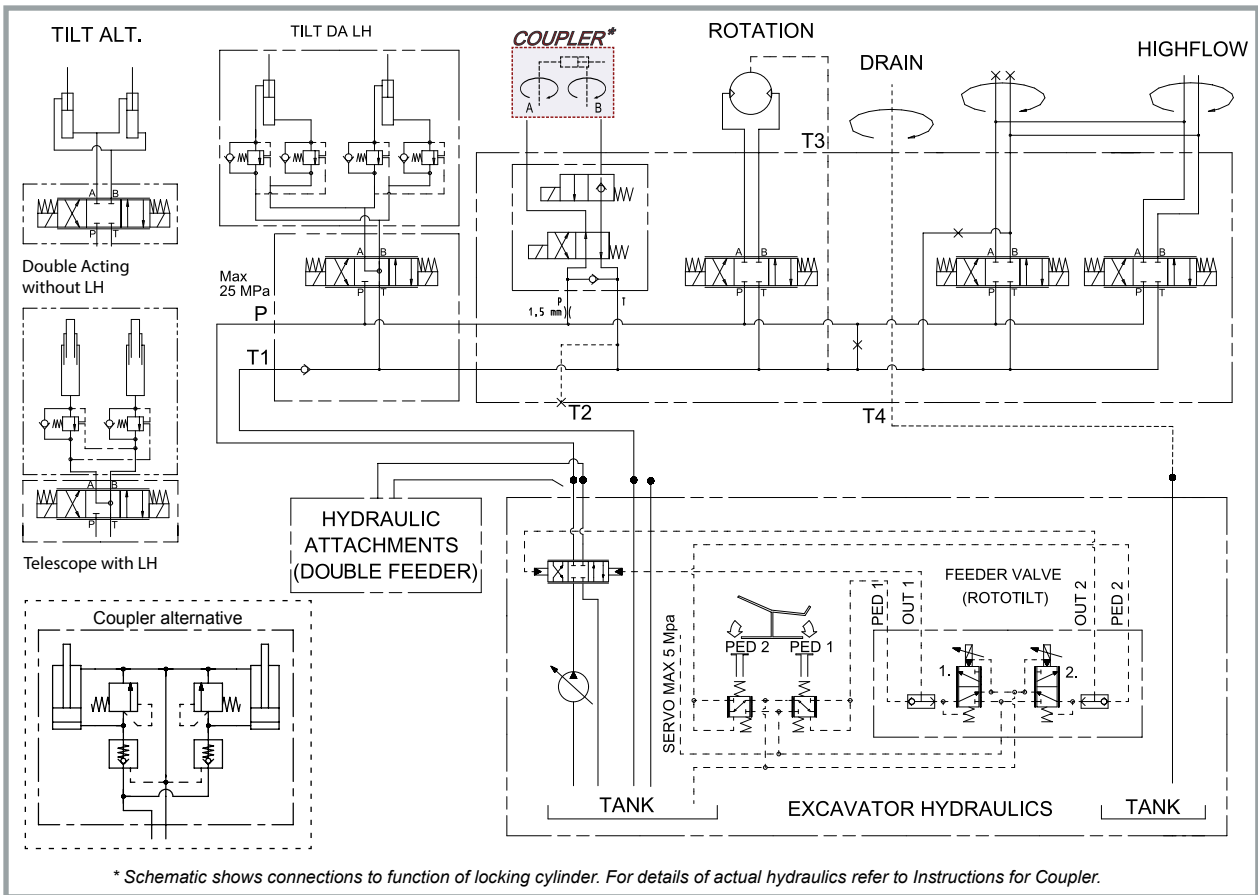 TILT ALT.
A B
P T
Double Acting
without LH
Telescope with LH
A B
P T
TILT DA LH
A B
P T
Max
25 MPa
P
T1
COUPLER*
A B
P T
1,5 mm
ROTATION
A B
P T
T3
DRAIN
HIGHFLOW
A B
P T
A B
P T
T2
T4
HYDRAULIC
ATTACHMENTS
(DOUBLE FEEDER)
SERVO MAX 5 Mpa
PED 2 PED 1
FEEDER VALVE
(ROTOTILT)
PED 1
OUT 1
OUT 2
PED 2
1. 2.
TANK
EXCAVATOR HYDRAULICS
TANK
Coupler alternative
* Schematic shows connections to function of locking cylinder. For details of actual hydraulics refer to Instructions for Coupler.